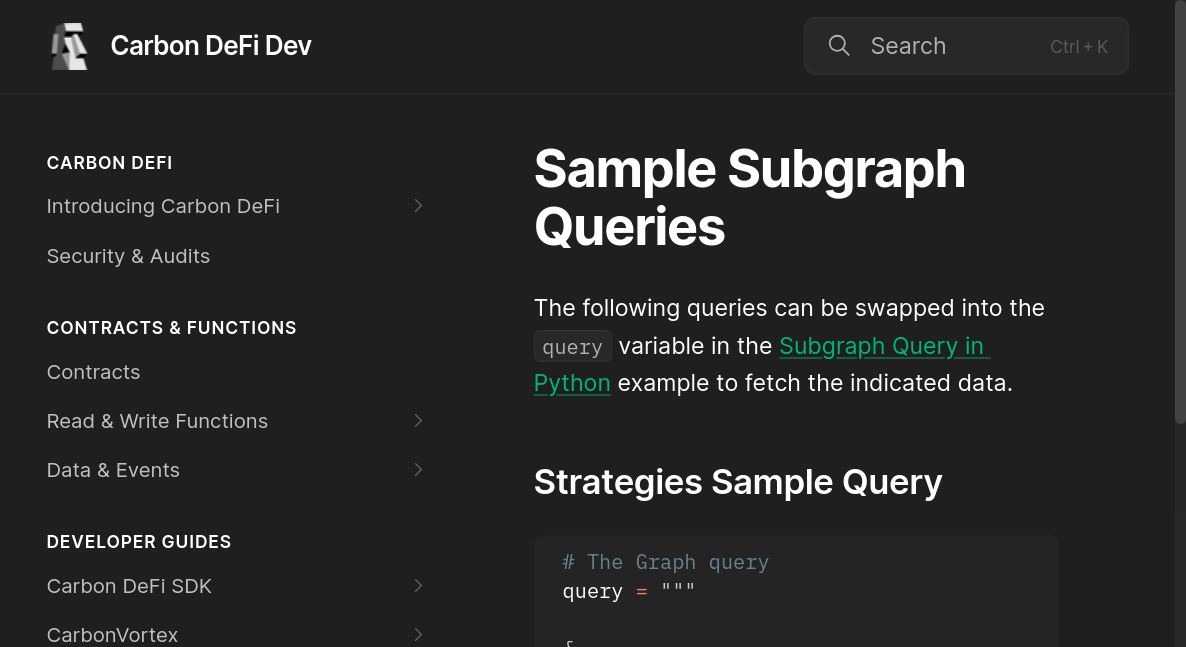 Carbon DeFi Dev
Search
Ctrl + K
CARBON DEFI
Introducing Carbon DeFi
Security & Audits
CONTRACTS & FUNCTIONS
Contracts
Read & Write Functions
Data & Events
DEVELOPER GUIDES
Carbon DeFi SDK
CarbonVortex
Sample Subgraph
Queries
The following queries can be swapped into the
query variable in the Subgraph Query in
Python example to fetch the indicated data.
Strategies Sample Query
# The Graph query
query = """